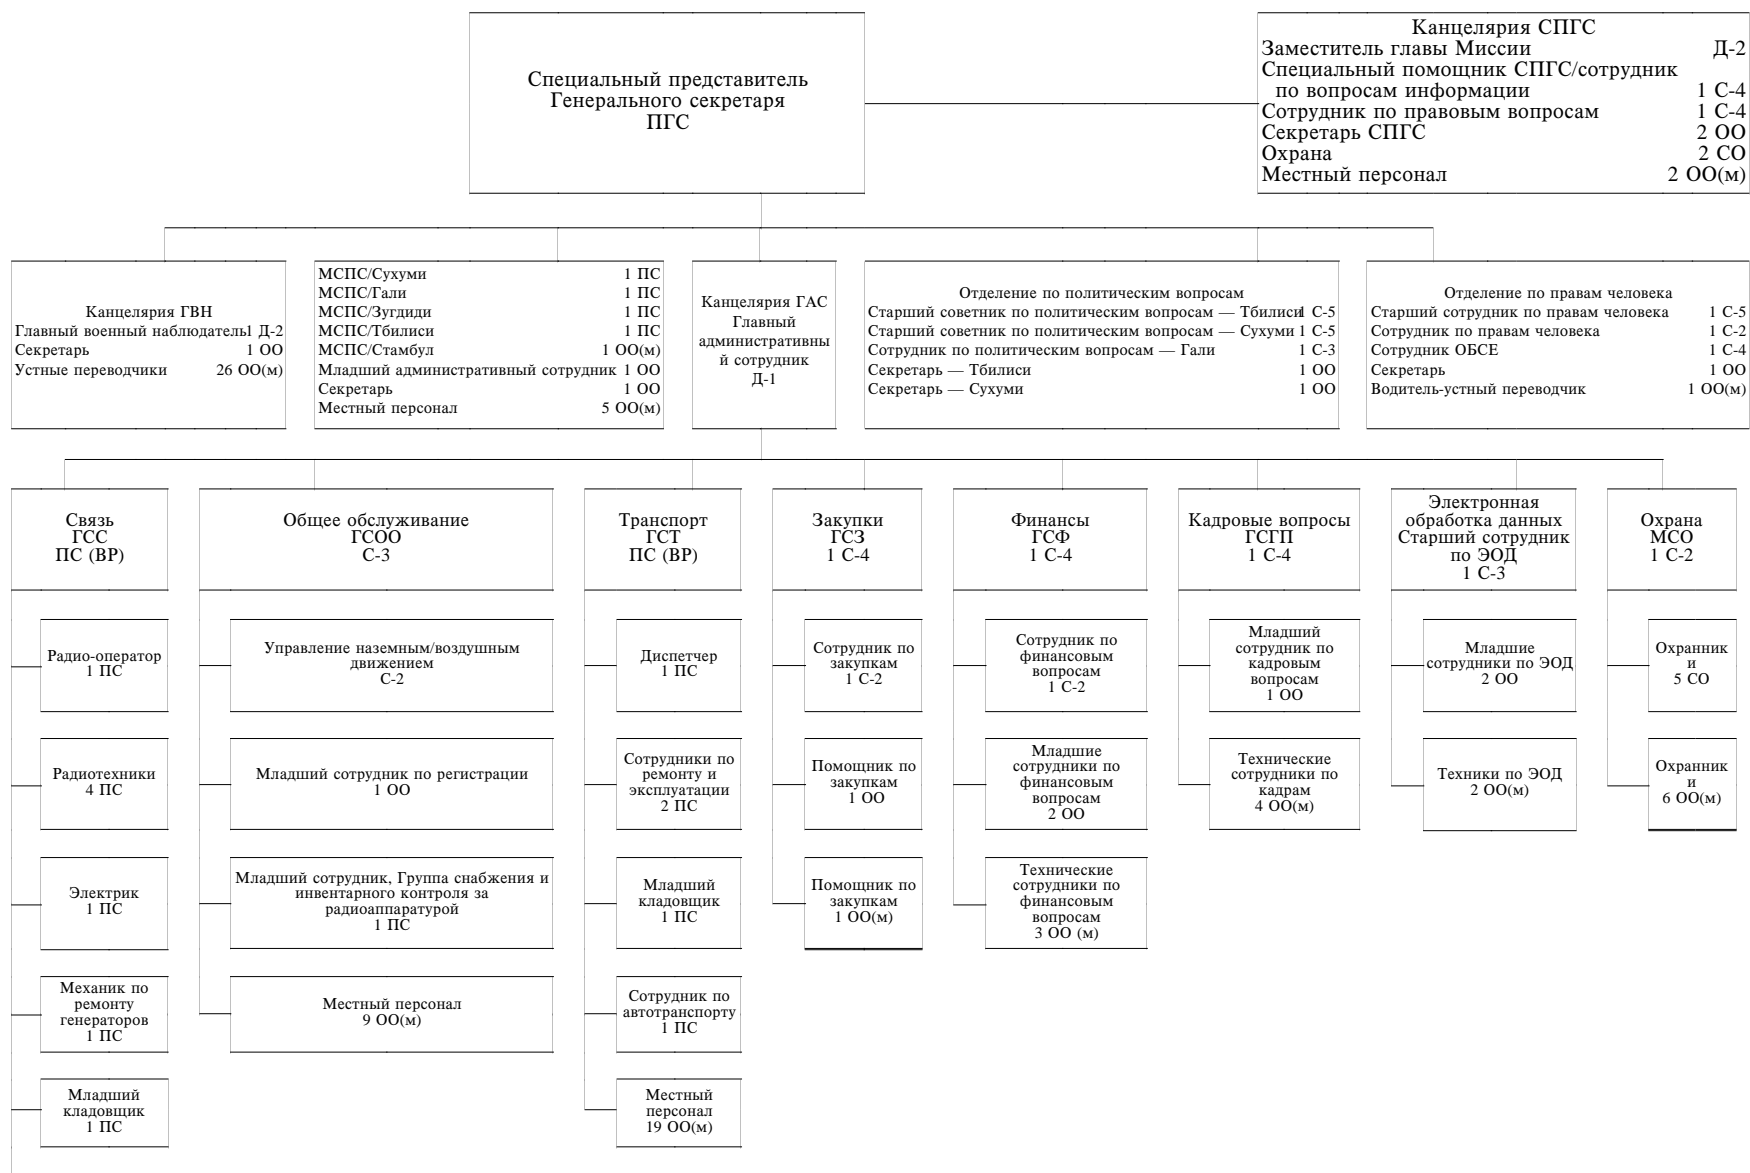 Специальный представитель
Генерального секретаря
ПГС
Канцелярия СПГС
Заместитель главы Миссии Д-2
Специальный помощник СПГС/сотрудник
по вопросам информации 1 С-4
Сотрудник по правовым вопросам 1 С-4
Секретарь СПГС 2 ОО
Охрана 2 СО
Местный персонал 2 ОО(м)
Канцелярия ГВН
Главный военный наблюдатель1 Д-2
Секретарь 1 ОО
Устные переводчики 26 ОО(м)
МСПС/Сухуми 1 ПС
МСПС/Гали 1 ПС
МСПС/Зугдиди 1 ПС
МСПС/Тбилиси 1 ПС
МСПС/Стамбул 1 ОО(м)
Младший административный сотрудник 1 ОО
Секретарь 1 ОО
Местный персонал 5 ОО(м)
Канцелярия ГАС
Главный
административны
й сотрудник
Д-1
Отделение по политическим вопросам
Старший советник по политическим вопросам — Тбилиси 1 С-5
Старший советник по политическим вопросам — Сухуми 1 С-5
Сотрудник по политическим вопросам — Гали 1 С-3
Секретарь — Тбилиси 1 ОО
Секретарь — Сухуми 1 ОО
Отделение по правам человека
Старший сотрудник по правам человека 1 С-5
Сотрудник по правам человека 1 С-2
Сотрудник ОБСЕ 1 С-4
Секретарь 1 ОО
Водитель-устный переводчик 1 ОО(м)
Связь
ГСС
ПС (ВР)
Общее обслуживание
ГСОО
С-3
Транспорт
ГСТ
ПС (ВР)
Закупки
ГСЗ
1 С-4
Финансы
ГСФ
1 С-4
Кадровые вопросы
ГСГП
1 С-4
Электронная
обработка данных
Старший сотрудник
по ЭОД
1 С-3
Охрана
МСО
1 С-2
Радио-оператор
1 ПС
Управление наземным/воздушным
движением
С-2
Диспетчер
1 ПС
Сотрудник по
закупкам
1 С-2
Сотрудник по
финансовым
вопросам
1 С-2
Младший
сотрудник по
кадровым
вопросам
1 ОО
Младшие
сотрудники по ЭОД
2 ОО
Охранник
и
5 СО
Радиотехники
4 ПС
Младший сотрудник по регистрации
1 ОО
Сотрудники по
ремонту и
эксплуатации
2 ПС
Помощник по
закупкам
1 ОО
Младшие
сотрудники по
финансовым
вопросам
2 ОО
Технические
сотрудники по
кадрам
4 ОО(м)
Техники по ЭОД
2 ОО(м)
Охранник
и
6 ОО(м)
Электрик
1 ПС
Младший сотрудник, Группа снабжения и
инвентарного контроля за
радиоаппаратурой
1 ПС
Младший
кладовщик
1 ПС
Помощник по
закупкам
1 ОО(м)
Технические
сотрудники по
финансовым
вопросам
3 ОО (м)
Механик по
ремонту
генераторов
1 ПС
Местный персонал
9 ОО(м)
Сотрудник по
автотранспорту
1 ПС
Младший
кладовщик
1 ПС
Местный
персонал
19 ОО(м)